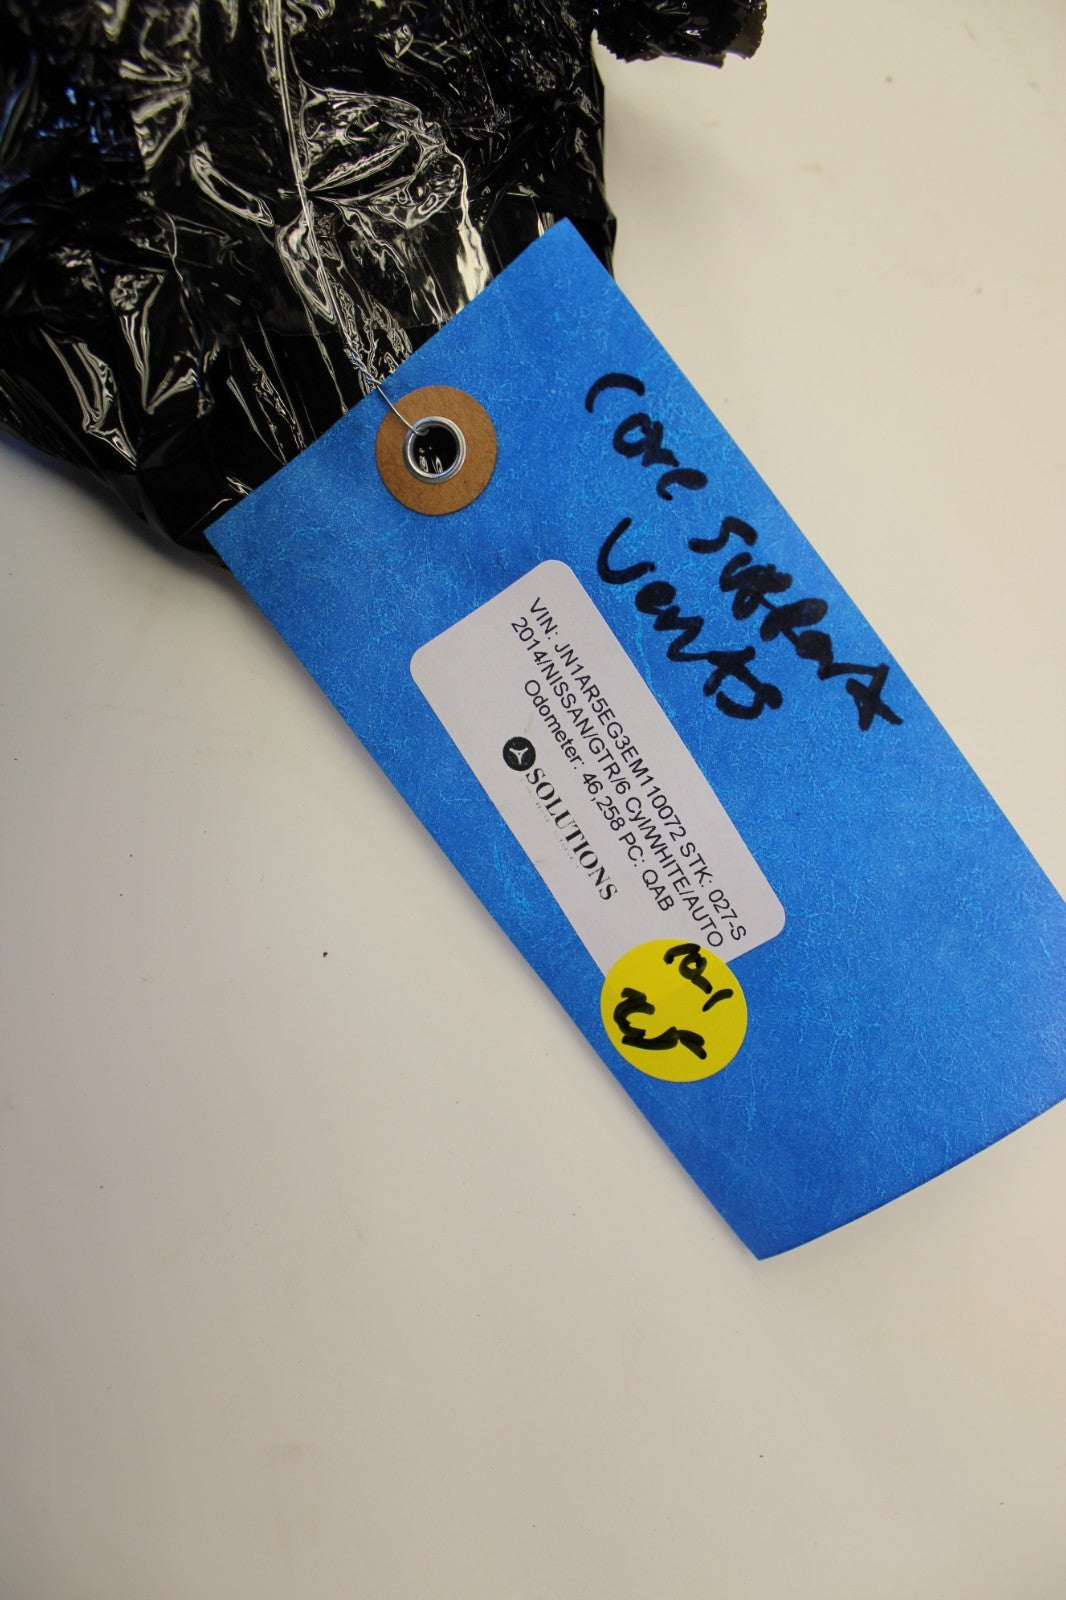 Core Support
Vents
VIN: JN1AR5EG3EM110072 STK: 027-S
2014/NISSAN/GTR/6 Cyl/WHITE/AUTO
Odometer: 46,258 PC: QAB
SOLUTIONS